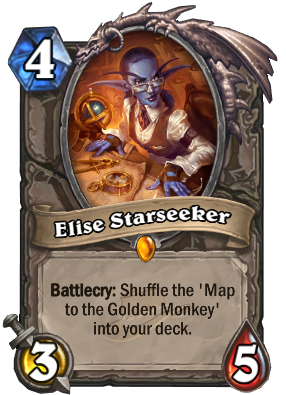 4
Elise Starseeker
Battlecry: Shuffle the 'Map
to the Golden Monkey'
into your deck.
3
5